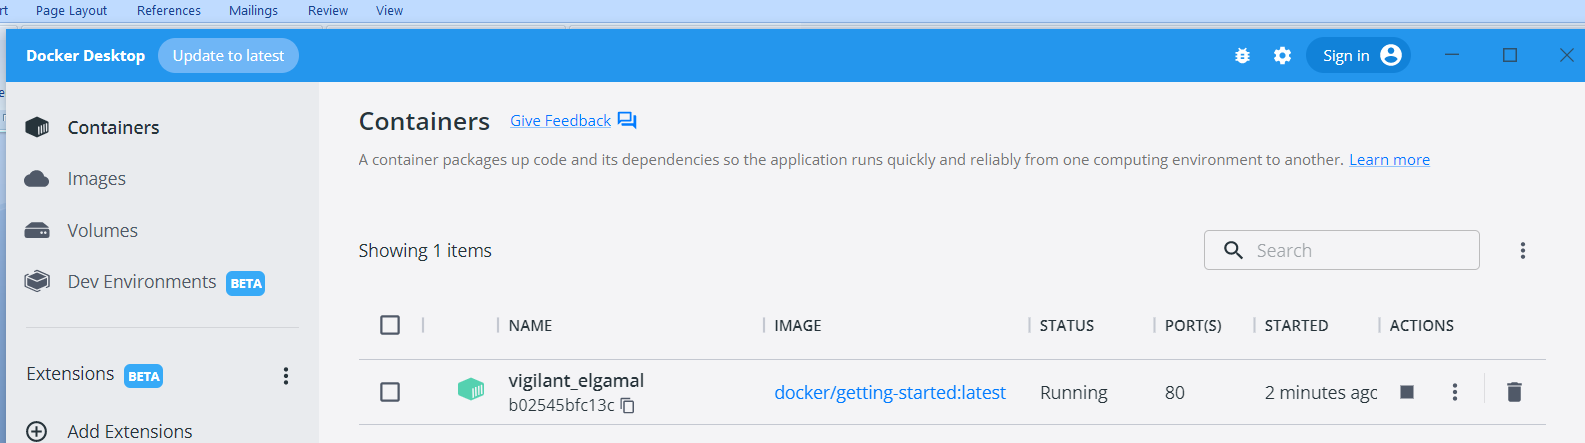 rt Page Layout References Mailings Review View
Docker Desktop Update to latest Sign in
Containers
Images
Volumes
Dev Environments BETA
Extensions BETA
Add Extensions
Containers Give Feedback
A container packages up code and its dependencies so the application runs quickly and reliably from one computing environment to another. Learn more
Showing 1 items Search
NAME IMAGE STATUS PORT(S) STARTED ACTIONS
vigilant_elgamal docker/getting-started:latest Running 80 2 minutes agc
b02545bfc13c